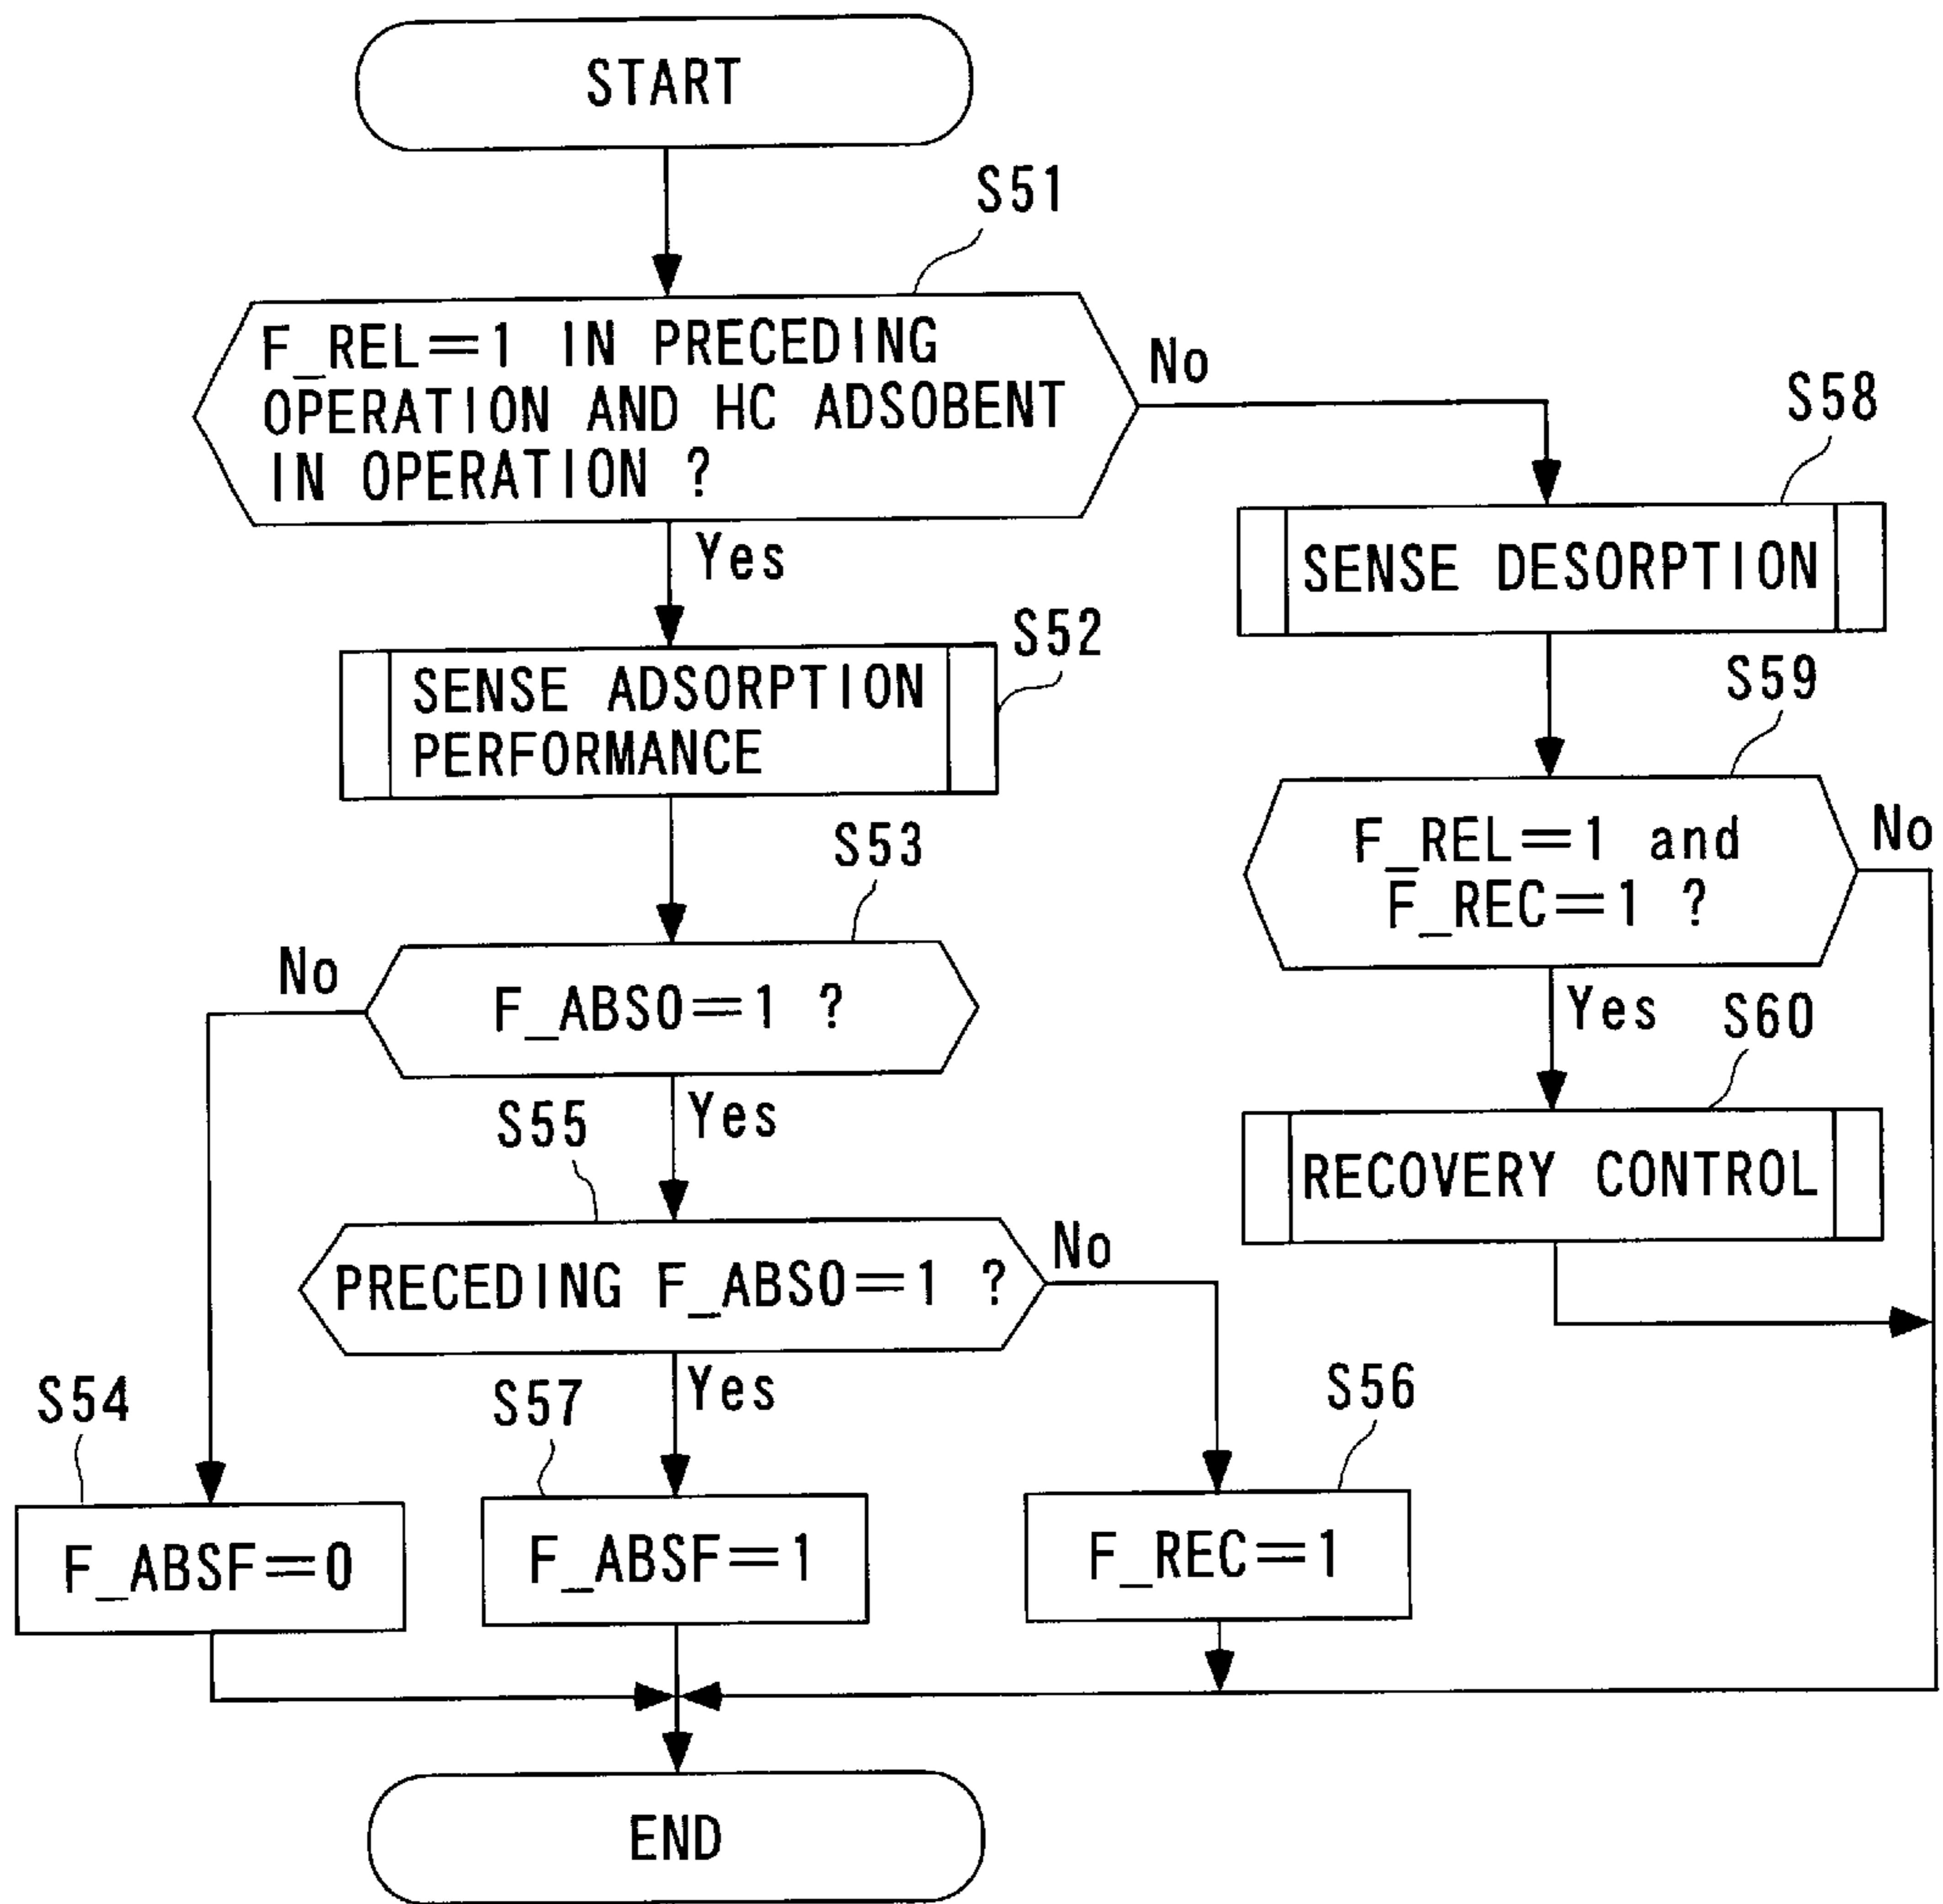 START
S51
F_REL=1 IN PRECEDING
OPERATION AND HC ADSOBENT
IN OPERATION ?
No
Yes
S58
SENSE DESORPTION
S52
SENSE ADSORPTION
PERFORMANCE
S59
F_REL=1 and
F_REC=1 ?
No
Yes
S53
F_ABSO=1 ?
No
Yes
S60
RECOVERY CONTROL
S55
PRECEDING F_ABSO=1 ?
No
Yes
S54
F_ABSF=0
S57
F_ABSF=1
S56
F_REC=1
END